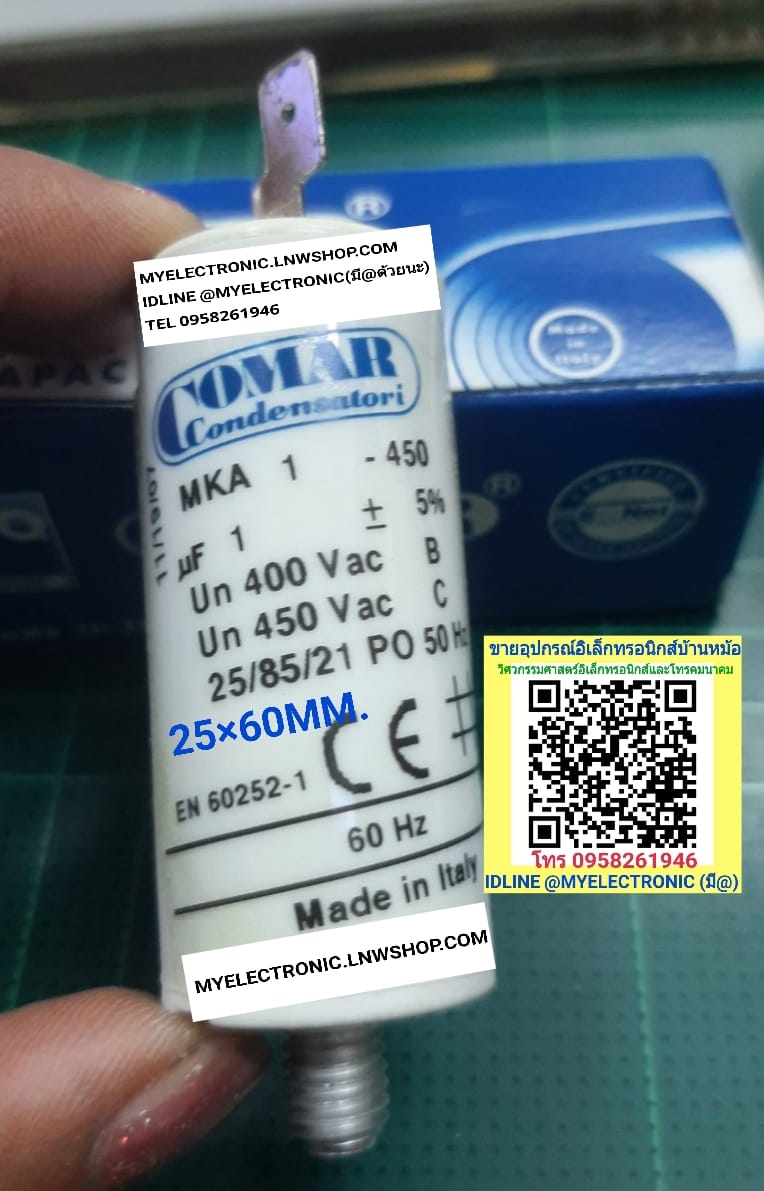 ®
MYELECTRONIC.LNWSHOP.COM
IDLINE @MYELECTRONIC(มี@ด้วยนะ)
TEL 0958261946
Made
in
Italy
APAC
COMAR
Condensatori
MKA 1 - 450
µF 1 ± 5%
Un 400 Vac B
Un 450 Vac C
25/85/21 PO 50 Hz
25×60MM.
CE
EN 60252-1
60 Hz
Made in Italy
MYELECTRONIC.LNWSHOP.COM
®
CERTIFIED
ขายอุปกรณ์อิเล็กทรอนิกส์บ้านหม้อ
วิศวกรรมศาสตร์อิเล็กทรอนิกส์และโทรคมนาคม
โทร 0958261946
IDLINE @MYELECTRONIC (มี@)